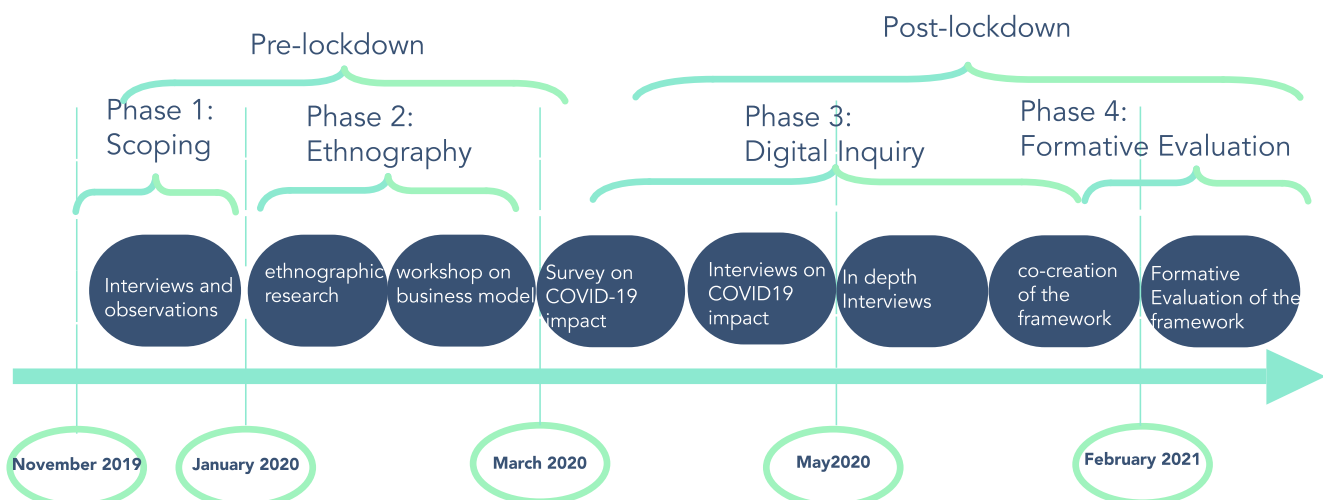 Pre-lockdown
Post-lockdown
Phase 1:
Scoping
Phase 2:
Ethnography
Phase 3:
Digital Inquiry
Phase 4:
Formative Evaluation
Interviews and
observations
ethnographic
research
workshop on
business model
Survey on
COVID-19
impact
Interviews on
COVID19
impact
In depth
Interviews
co-creation
of the
framework
Formative
Evaluation of the
framework
November 2019
January 2020
March 2020
May2020
February 2021